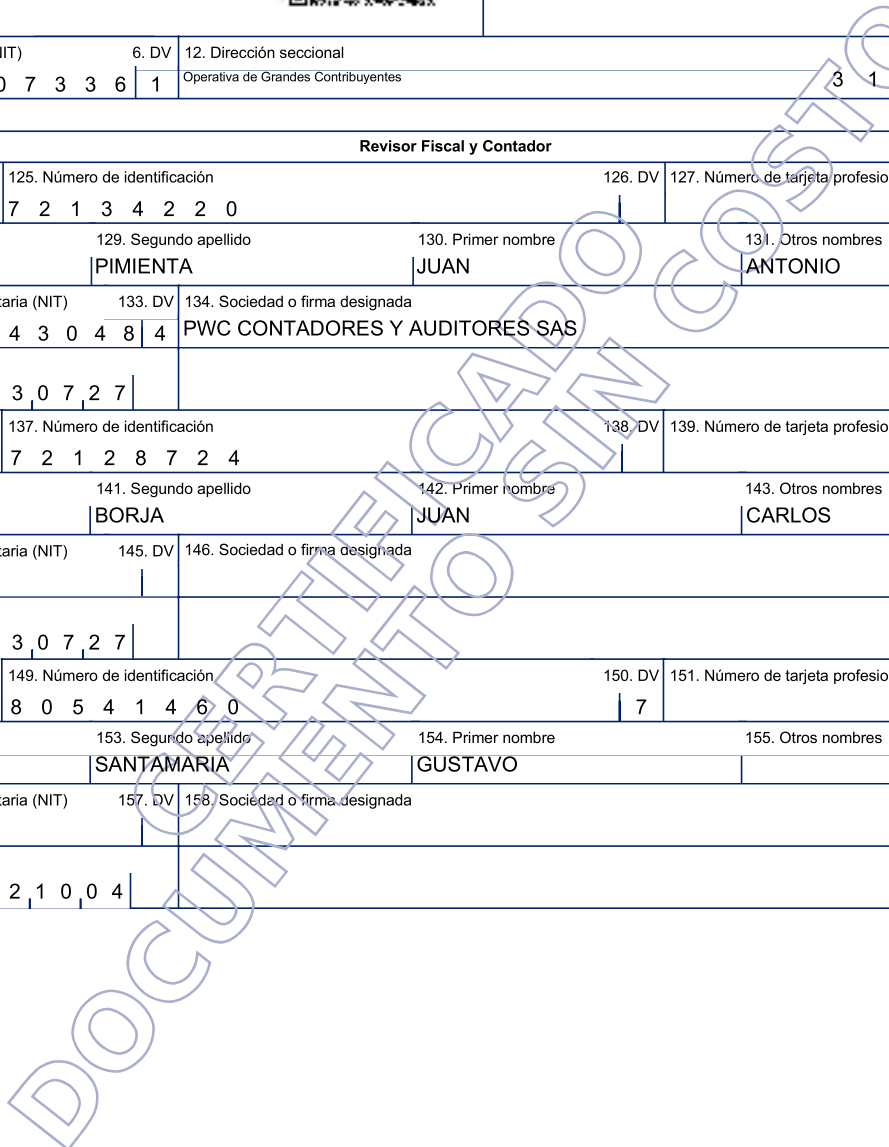 IT) 6. DV 12. Dirección seccional
0 7 3 3 6 1 Operativa de Grandes Contribuyentes 3 1
Revisor Fiscal y Contador
125. Número de identificación 126. DV 127. Número de tarjeta profesio
7 2 1 3 4 2 2 0
129. Segundo apellido 130. Primer nombre 131. Otros nombres
PIMIENTA JUAN ANTONIO
taria (NIT) 133. DV 134. Sociedad o firma designada
4 3 0 4 8 4 PWC CONTADORES Y AUDITORES SAS
3 0 7 2 7
137. Número de identificación 138. DV 139. Número de tarjeta profesio
7 2 1 2 8 7 2 4
141. Segundo apellido 142. Primer nombre 143. Otros nombres
BORJA JUAN CARLOS
taria (NIT) 145. DV 146. Sociedad o firma designada
3 0 7 2 7
149. Número de identificación 150. DV 151. Número de tarjeta profesio
8 0 5 4 1 4 6 0 7
153. Segundo apellido 154. Primer nombre 155. Otros nombres
SANTAMARIA GUSTAVO
taria (NIT) 157. DV 158. Sociedad o firma designada
2 1 0 0 4
CERTIFICADO
DOCUMENTO SIN COSTO